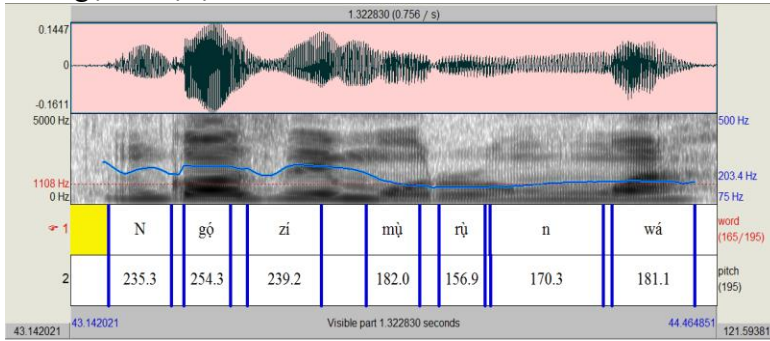 1.322830 (0.756 / s)
0.1447
0
-0.1611
5000 Hz
500 Hz
1108 Hz
203.4 Hz
0 Hz
75 Hz
1 N gó zí mù rù n wá word (165/195)
2 235.3 254.3 239.2 182.0 156.9 170.3 181.1 pitch (195)
43.142021 43.142021 Visible part 1.322830 seconds 44.464851 121.59381